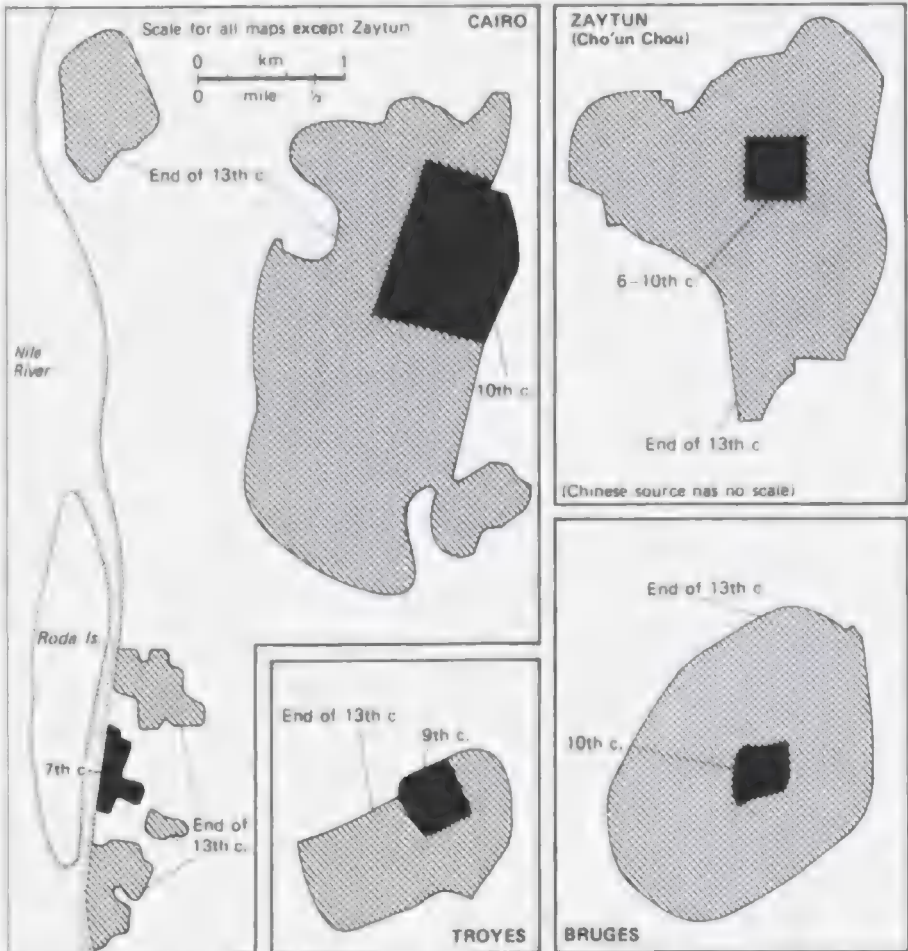 CAIRO
Scale for all maps except Zaytun
0 km 1
0 mile ½
End of 13th c.
10th c.
Nile
River
Roda Is.
7th c.
End of
13th c.
ZAYTUN
(Cho'un Chou)
6–10th c.
End of 13th c
(Chinese source has no scale)
End of 13th c
9th c.
TROYES
End of 13th c
10th c.
BRUGES